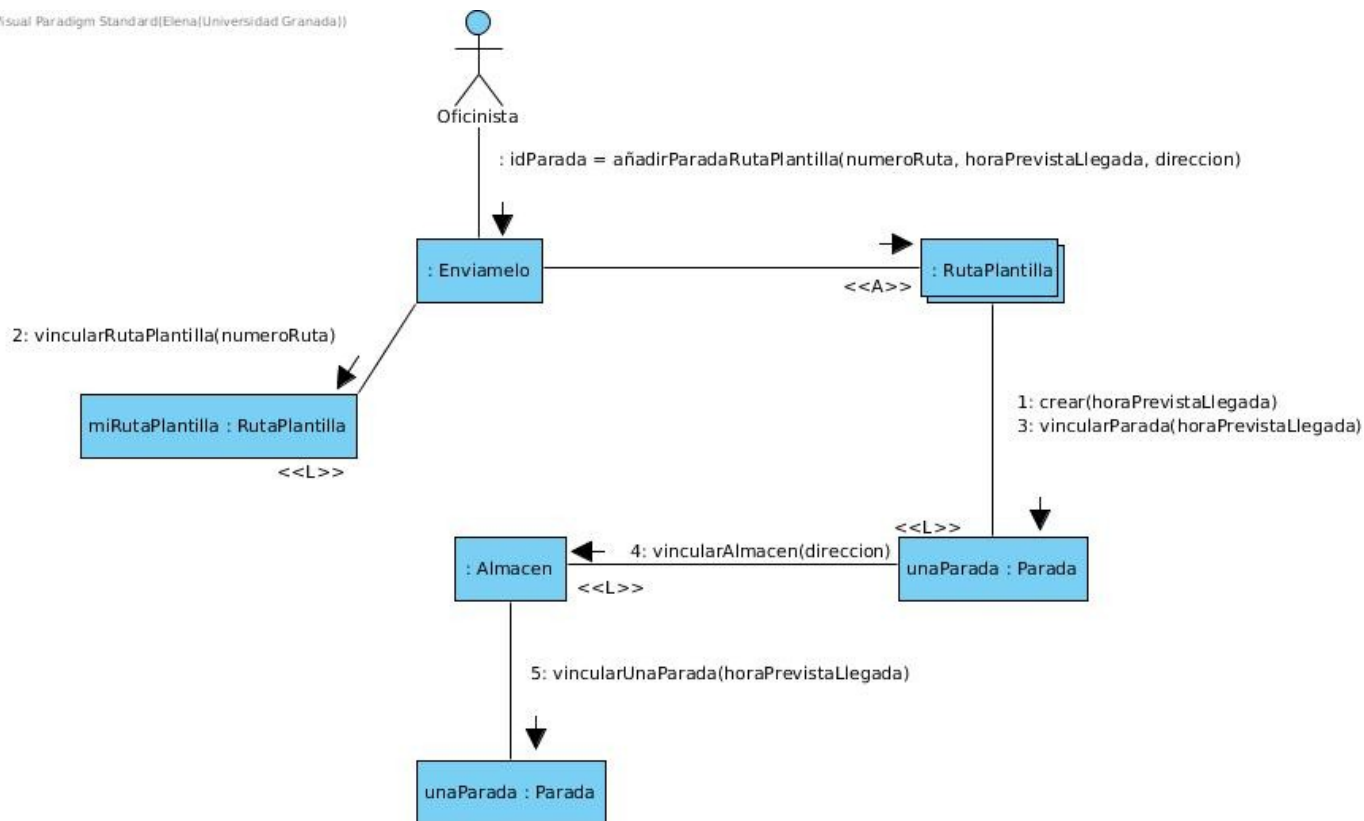 Visual Paradigm Standard(Elena(Universidad Granada))
Oficinista
: idParada = añadirParadaRutaPlantilla(numeroRuta, horaPrevistaLlegada, direccion)
: Enviamelo
: RutaPlantilla
<<A>>
2: vincularRutaPlantilla(numeroRuta)
miRutaPlantilla : RutaPlantilla
<<L>>
1: crear(horaPrevistaLlegada)
3: vincularParada(horaPrevistaLlegada)
<<L>>
4: vincularAlmacen(direccion)
: Almacen
unaParada : Parada
<<L>>
5: vincularUnaParada(horaPrevistaLlegada)
unaParada : Parada